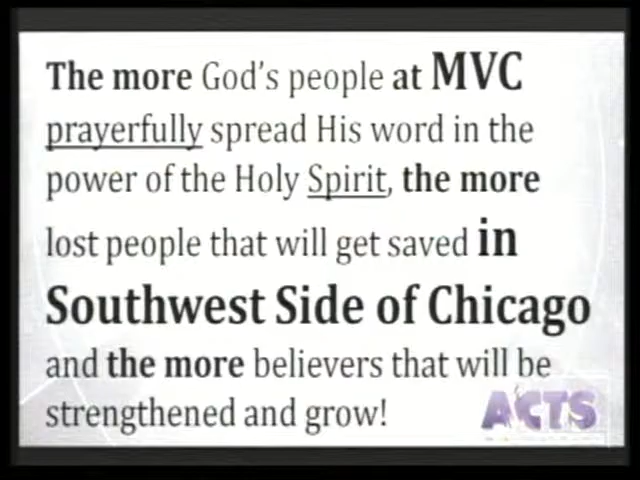 The more God's people at MVC
prayerfully spread His word in the
power of the Holy Spirit, the more
lost people that will get saved in
Southwest Side of Chicago
and the more believers that will be
strengthened and grow!
ACTS